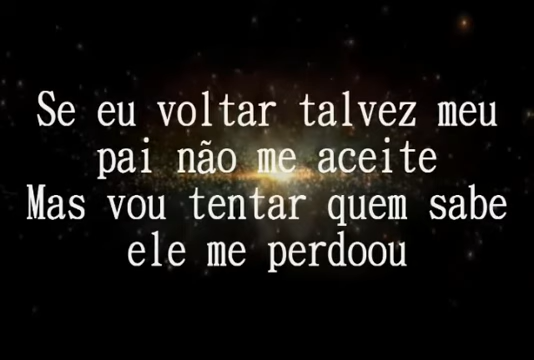 Se eu voltar talvez meu
pai não me aceite
Mas vou tentar quem sabe
ele me perdoou